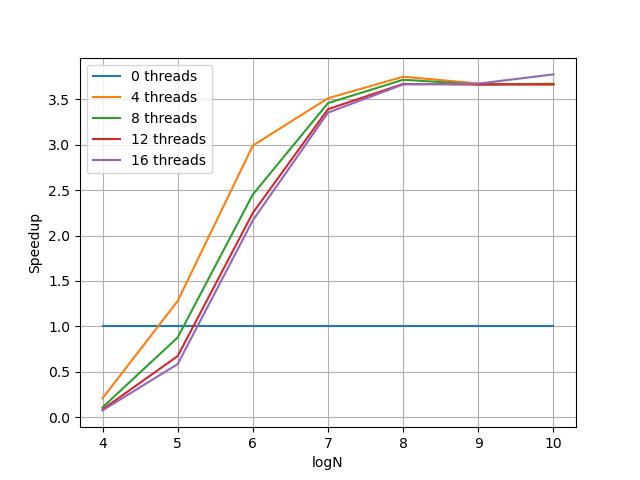 0 threads
4 threads
8 threads
12 threads
16 threads
Speedup
3.5
3.0
2.5
2.0
1.5
1.0
0.5
0.0
4 5 6 7 8 9 10
logN